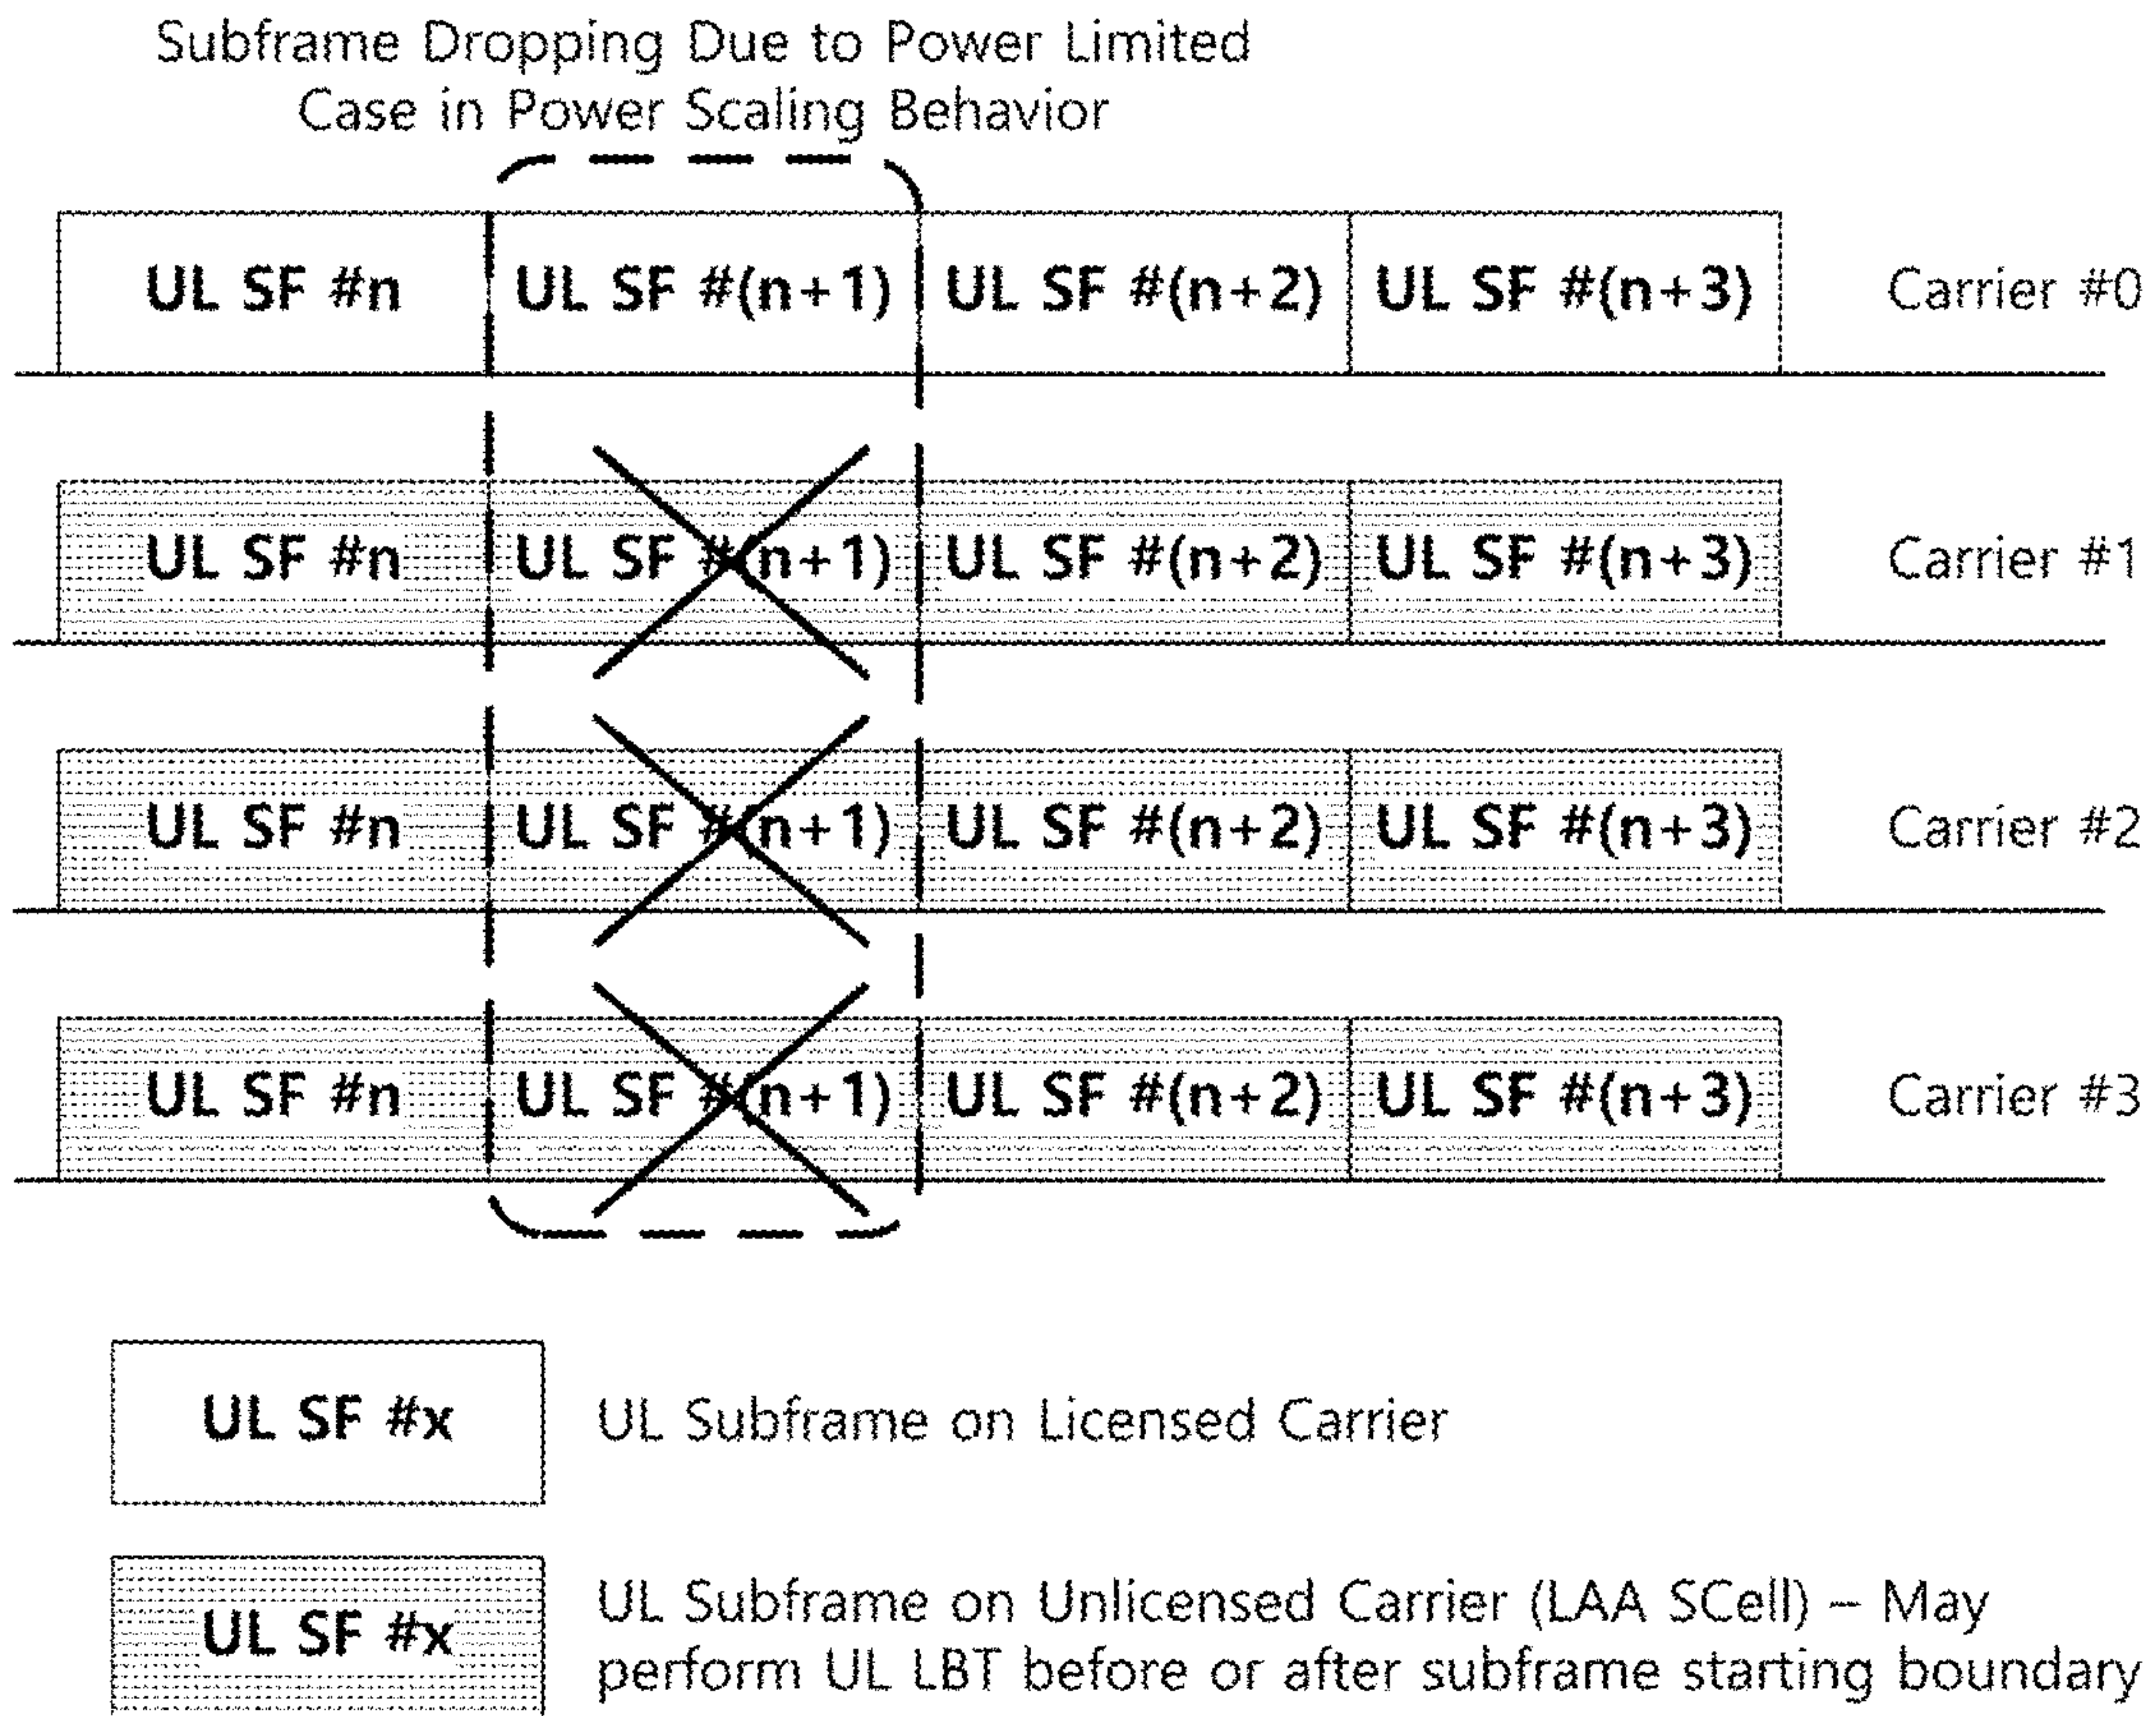 Subframe Dropping Due to Power Limited
Case in Power Scaling Behavior
UL SF #n UL SF #(n+1) UL SF #(n+2) UL SF #(n+3) Carrier #0
UL SF #n UL SF #(n+1) UL SF #(n+2) UL SF #(n+3) Carrier #1
UL SF #n UL SF #(n+1) UL SF #(n+2) UL SF #(n+3) Carrier #2
UL SF #n UL SF #(n+1) UL SF #(n+2) UL SF #(n+3) Carrier #3
UL SF #x UL Subframe on Licensed Carrier
UL SF #x UL Subframe on Unlicensed Carrier (LAA SCell) – May
perform UL LBT before or after subframe starting boundary